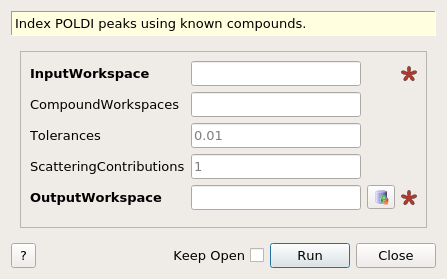 Index POLDI peaks using known compounds.
InputWorkspace
CompoundWorkspaces
Tolerances 0.01
ScatteringContributions 1
OutputWorkspace
? Keep Open Run Close